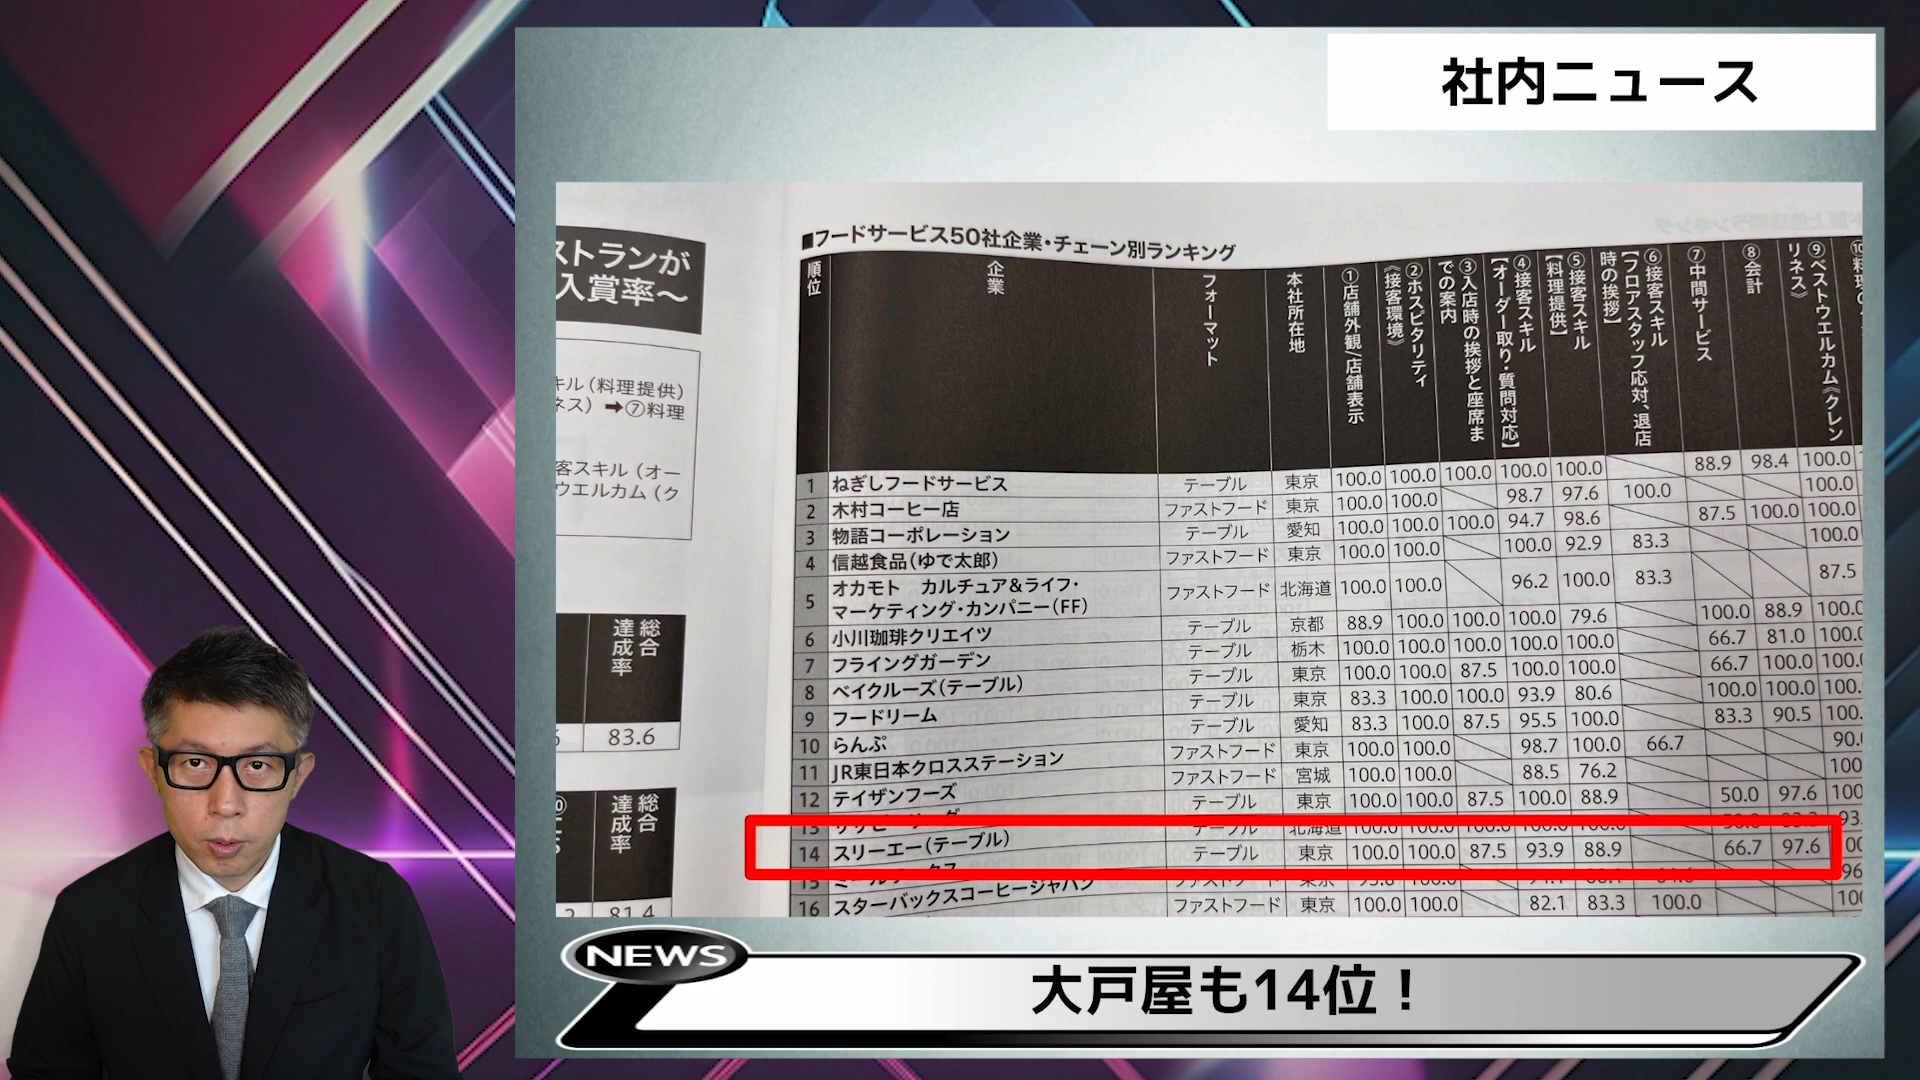 社内ニュース
ストランが
入賞率～
キル(料理提供)
ネス) ➡⑦料理
客スキル(オー
ウエルカム(ク
総合達成率
83.6
総合達成率
81.4
■フードサービス50社企業・チェーン別ランキング
順位 企業 フォーマット 本社所在地 ①店舗外観/店舗表示 ②ホスピタリティ《接客環境》 ③入店時の挨拶と座席までの案内 ④接客スキル【オーダー取り・質問対応】 ⑤接客スキル【料理提供】 ⑥接客スキル【フロアスタッフ応対、退店時の挨拶】 ⑦中間サービス ⑧会計 ⑨ベストウエルカム《クレンリネス》
1 ねぎしフードサービス テーブル 東京 100.0 100.0 100.0 100.0 100.0 88.9 98.4 100.0
2 木村コーヒー店 ファストフード 東京 100.0 100.0 98.7 97.6 100.0 100.0
3 物語コーポレーション テーブル 愛知 100.0 100.0 100.0 94.7 98.6 87.5 100.0 100.0
4 信越食品(ゆで太郎) ファストフード 東京 100.0 100.0 100.0 92.9 83.3 100.0
5 オカモト カルチュア&ライフ・
マーケティング・カンパニー(FF) ファストフード 北海道 100.0 100.0 96.2 100.0 83.3 87.5
6 小川珈琲クリエイツ テーブル 京都 88.9 100.0 100.0 100.0 79.6 100.0 88.9 100.0
7 フライングガーデン テーブル 栃木 100.0 100.0 100.0 100.0 100.0 66.7 81.0 100.0
8 ベイクルーズ(テーブル) テーブル 東京 100.0 100.0 87.5 100.0 100.0 66.7 100.0 100.
9 フードリーム テーブル 東京 83.3 100.0 100.0 93.9 80.6 100.0 100.0 100.
10 らんぷ テーブル 愛知 83.3 100.0 87.5 95.5 100.0 83.3 90.5 100.
11 JR東日本クロスステーション ファストフード 東京 100.0 100.0 98.7 100.0 66.7 90.
12 テイザンフーズ ファストフード 宮城 100.0 100.0 88.5 76.2 100
テーブル 東京 100.0 100.0 87.5 100.0 88.9 50.0 97.6 100
13 テーブル 北海道 100.0 100.0 100.0 100.0 100.0
14 スリーエー(テーブル) テーブル 東京 100.0 100.0 87.5 93.9 88.9 66.7 97.6
15
16 スターバックスコーヒージャパン ファストフード 東京 100.0 100.0 82.1 83.3 100.0
NEWS
大戸屋も14位！